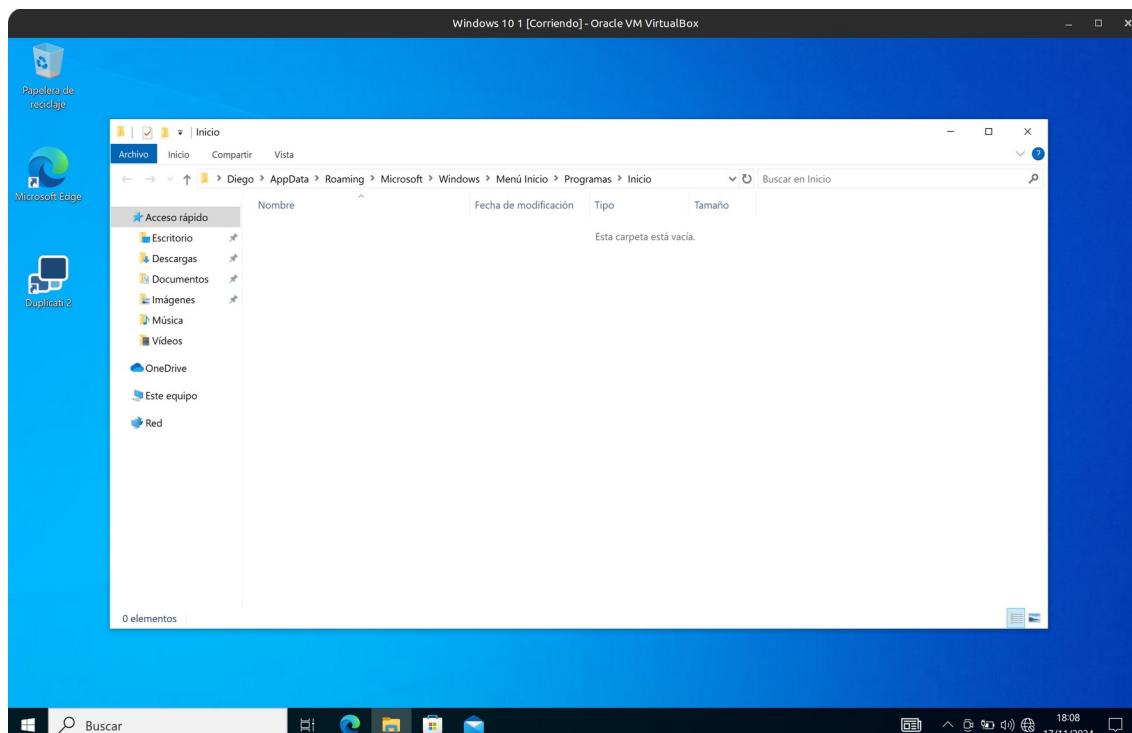 Windows 10 1 [Corriendo] - Oracle VM VirtualBox
Papelera de
reciclaje
Microsoft Edge
Duplicati 2
Inicio
Archivo Inicio Compartir Vista
Diego > AppData > Roaming > Microsoft > Windows > Menú Inicio > Programas > Inicio
Buscar en Inicio
Nombre Fecha de modificación Tipo Tamaño
Esta carpeta está vacía.
Acceso rápido
Escritorio
Descargas
Documentos
Imágenes
Música
Vídeos
OneDrive
Este equipo
Red
0 elementos
Buscar
18:08
17/11/2024